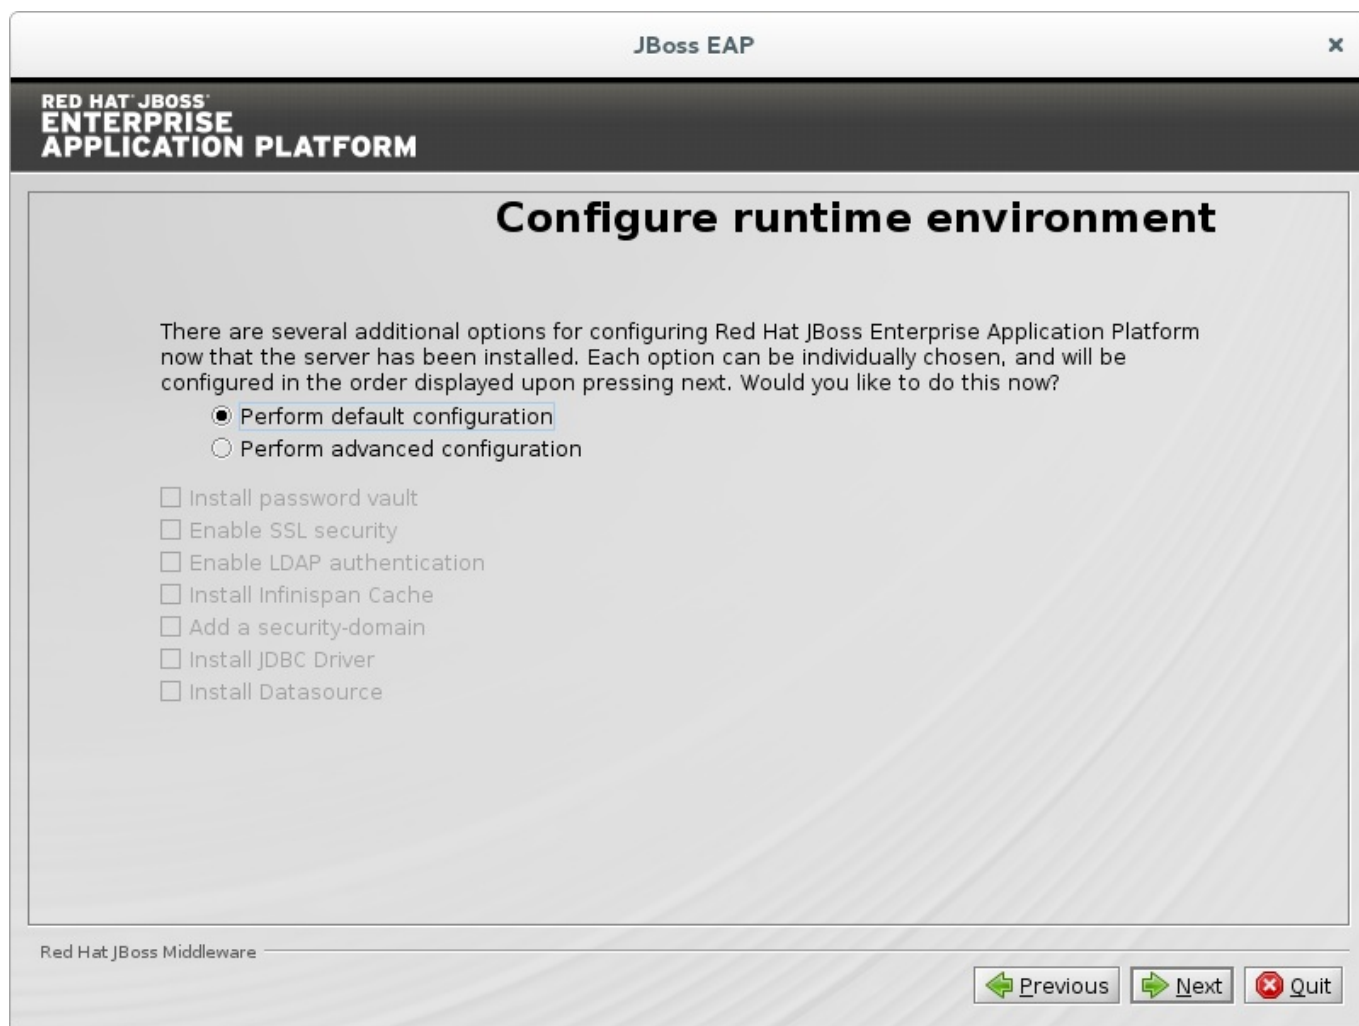 JBoss EAP
RED HAT JBOSS
ENTERPRISE
APPLICATION PLATFORM
Configure runtime environment
There are several additional options for configuring Red Hat JBoss Enterprise Application Platform
now that the server has been installed. Each option can be individually chosen, and will be
configured in the order displayed upon pressing next. Would you like to do this now?
Perform default configuration
Perform advanced configuration
Install password vault
Enable SSL security
Enable LDAP authentication
Install Infinispan Cache
Add a security-domain
Install JDBC Driver
Install Datasource
Red Hat JBoss Middleware
Previous Next Quit